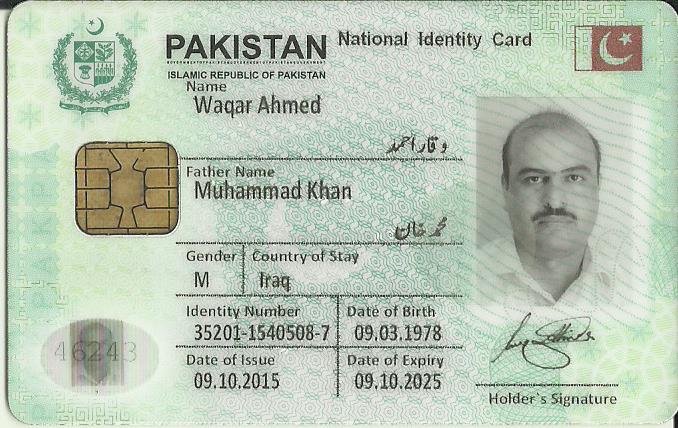 PAKISTAN National Identity Card
ISLAMIC REPUBLIC OF PAKISTAN
Name
Waqar Ahmed
وقار احمد
Father Name
Muhammad Khan
محمد خان
Gender Country of Stay
M Iraq
Identity Number Date of Birth
35201-1540508-7 09.03.1978
Date of Issue Date of Expiry
09.10.2015 09.10.2025
46243
Holder`s Signature